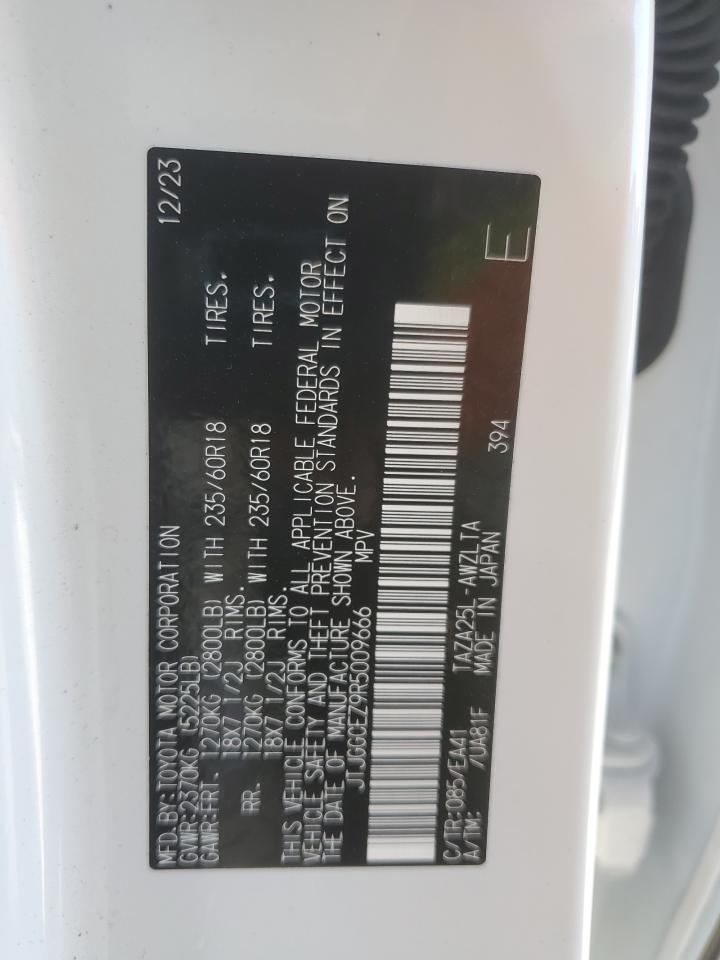 MFD.BY:TOYOTA MOTOR CORPORATION 12/23
GVWR:2370KG (5225LB)
GAWR:FRT. 1270KG (2800LB) WITH 235/60R18 TIRES.
18X7 1/2J RIMS.
RR. 1270KG (2800LB) WITH 235/60R18 TIRES.
18X7 1/2J RIMS.
THIS VEHICLE CONFORMS TO ALL APPLICABLE FEDERAL MOTOR
VEHICLE SAFETY AND THEFT PREVENTION STANDARDS IN EFFECT ON
THE DATE OF MANUFACTURE SHOWN ABOVE.
JTJGGCEZ9R5009666 MPV
C/TR:085/EA41 TAZA25L-AWZLTA 394 E
A/TM: /UA81F MADE IN JAPAN